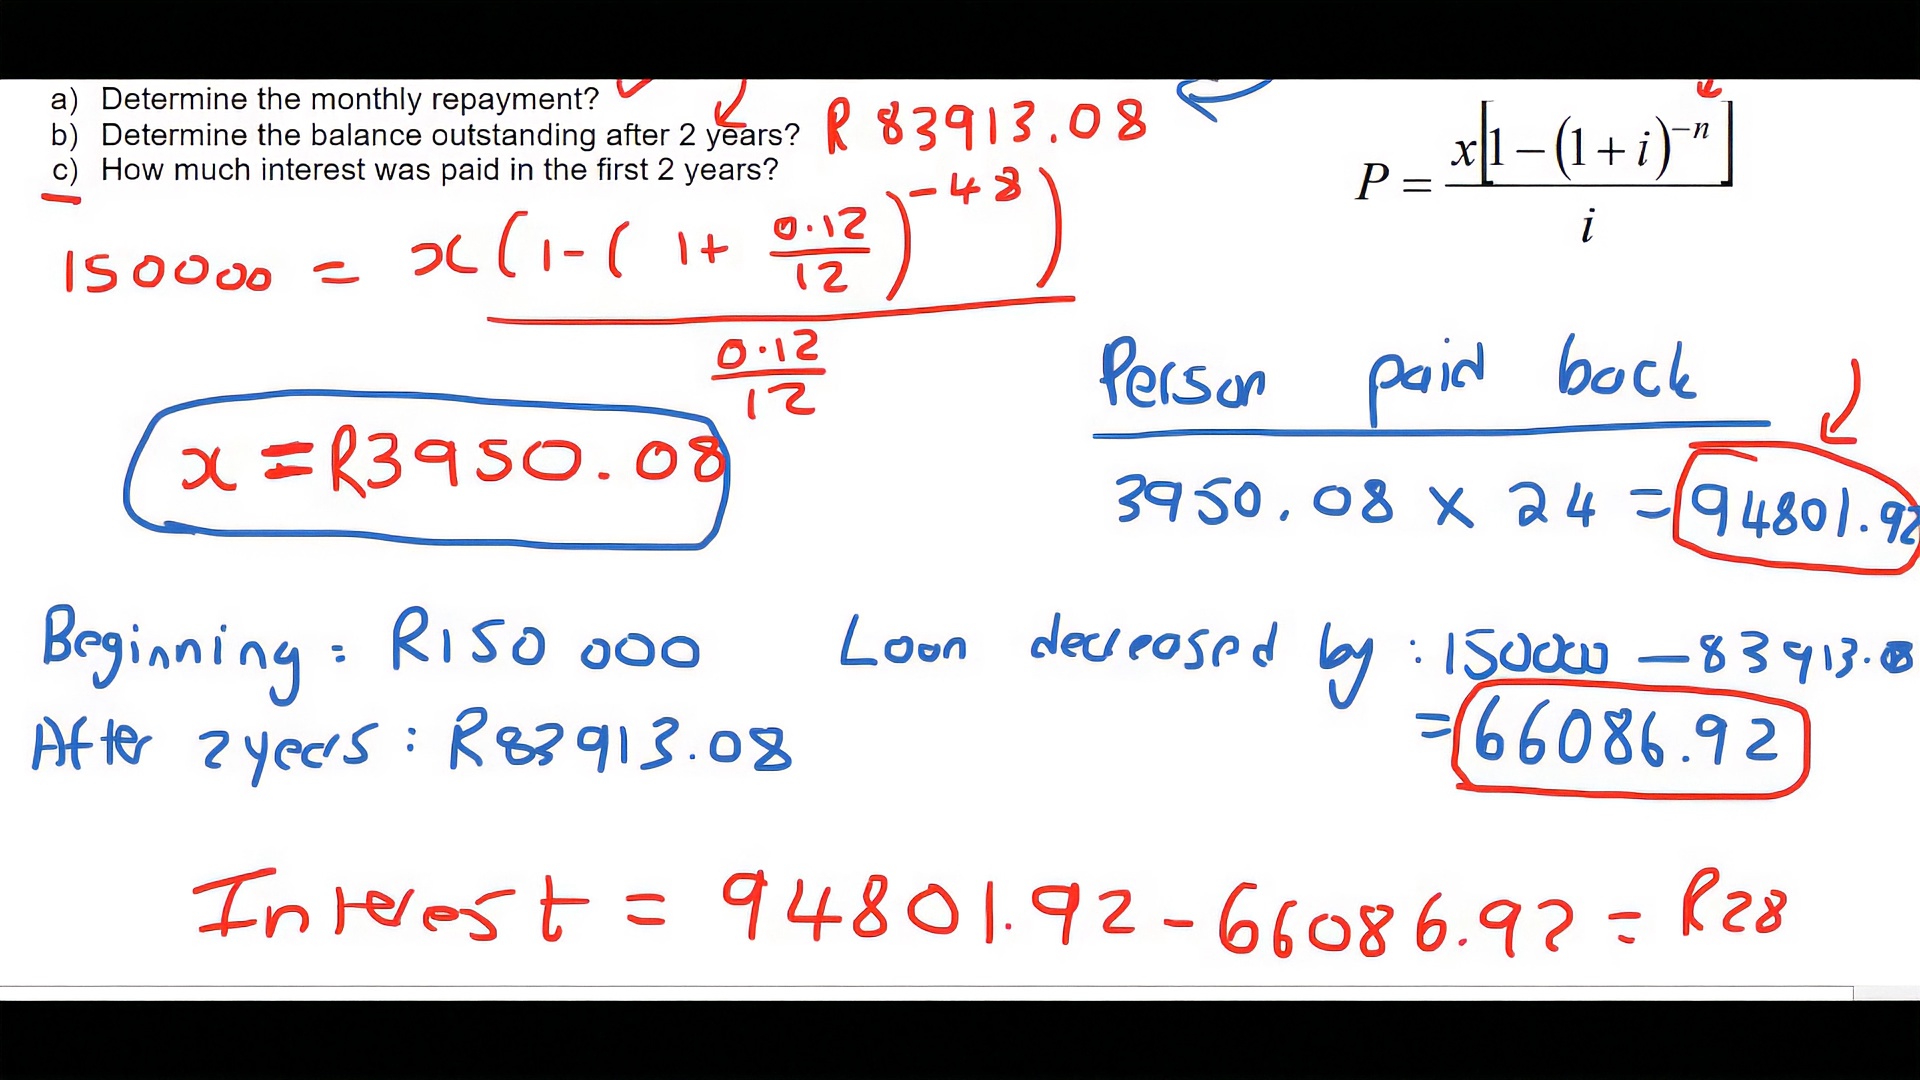 a) Determine the monthly repayment?
b) Determine the balance outstanding after 2 years? R 83913.08
c) How much interest was paid in the first 2 years?
P = x[1 − (1 + i)^−n] / i
150000 = x(1-( 1+ 0.12/12)^-48) / 0.12/12
x = R3950.08
Person paid back
3950.08 x 24 = 94801.92
Beginning: R150 000 Loan decreased by: 150000 - 83913.08
After 2 years: R83913.08 = 66086.92
Interest = 94801.92 - 66086.92 = R28